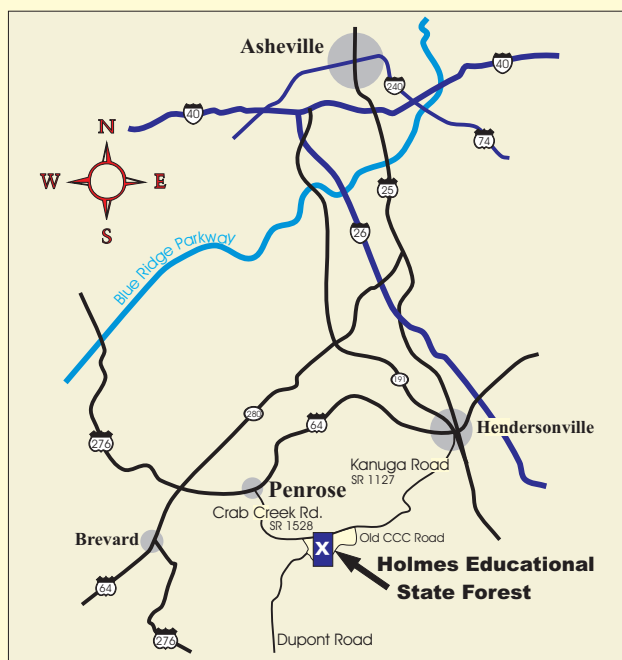 Asheville
40
240
40
74
N
W
E
S
25
26
Blue Ridge Parkway
191
280
64
276
Hendersonville
Kanuga Road
SR 1127
Penrose
Crab Creek Rd.
SR 1528
Old CCC Road
Brevard
X
Holmes Educational
State Forest
64
276
Dupont Road